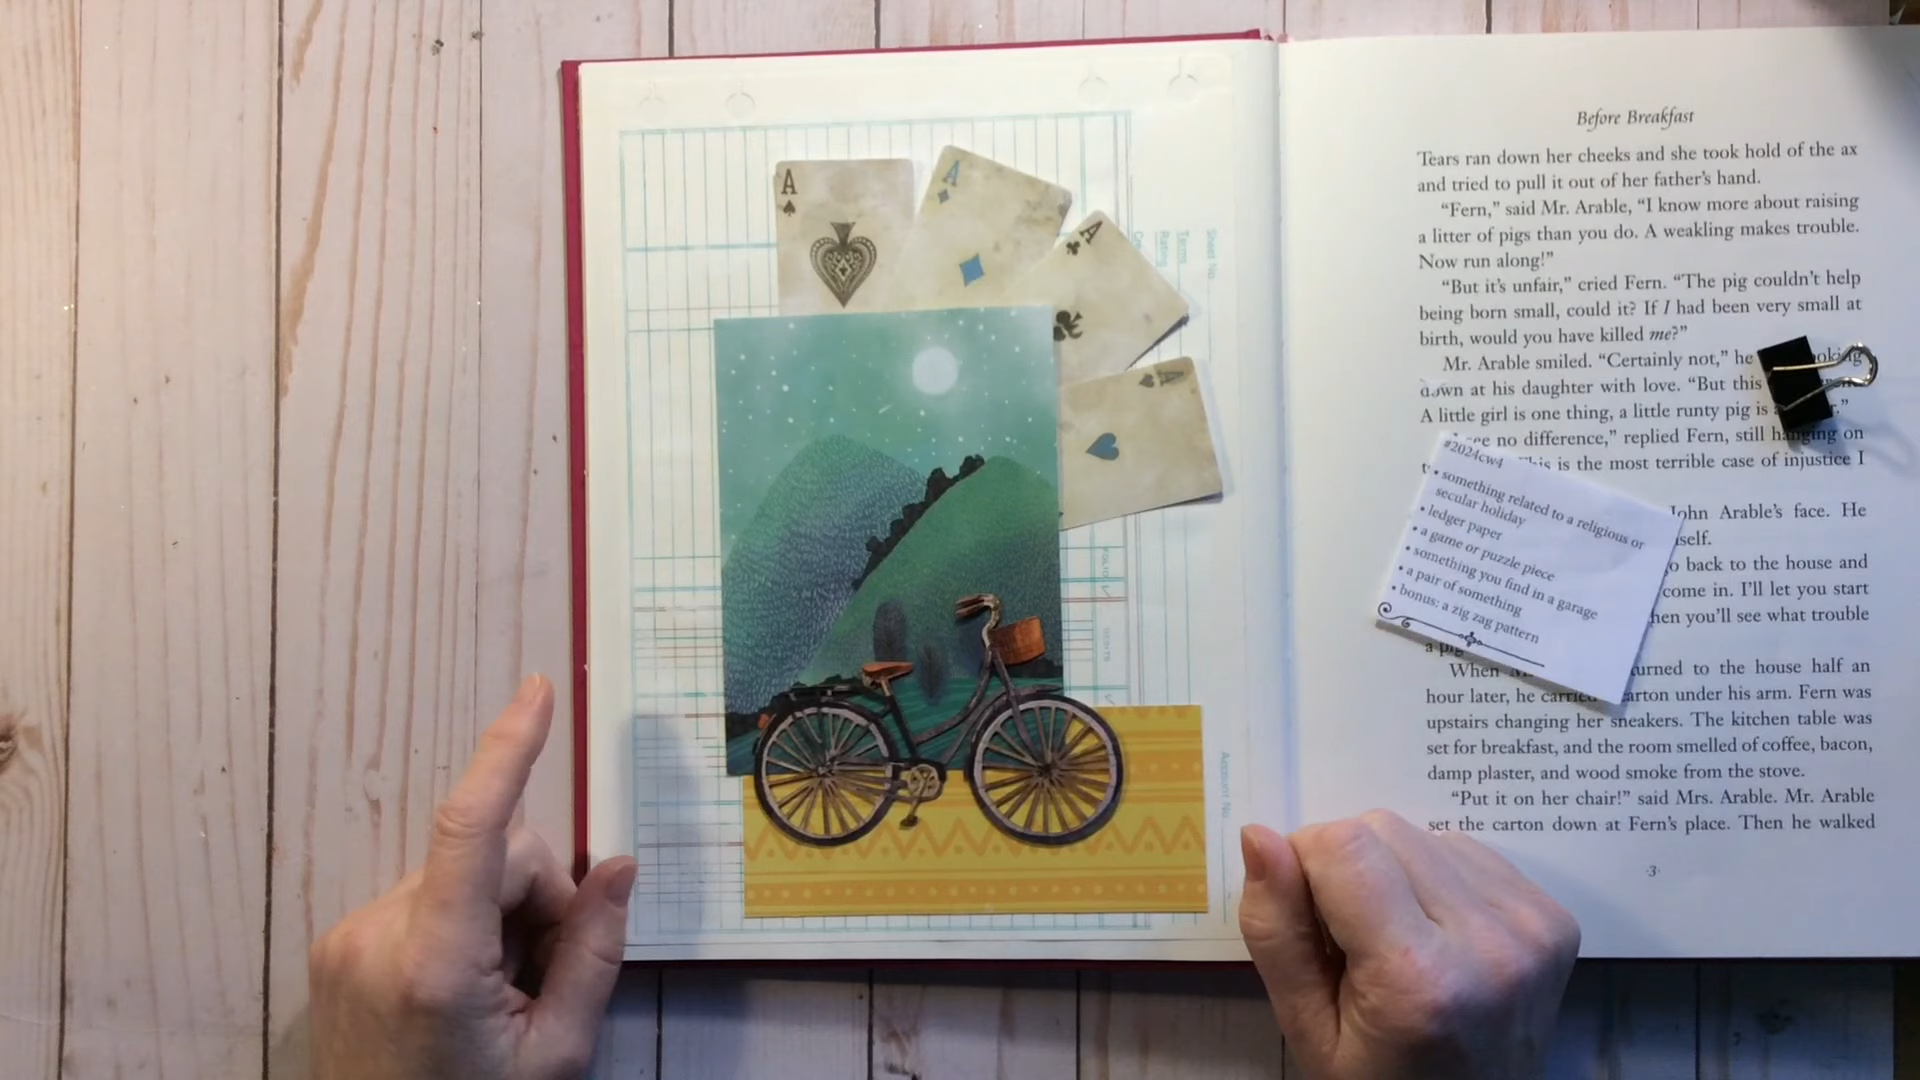 A
A
A
A
Sheet No.
Terms
Rating
FOLIO
Account No.
Before Breakfast
Tears ran down her cheeks and she took hold of the ax
and tried to pull it out of her father's hand.
“Fern,” said Mr. Arable, “I know more about raising
a litter of pigs than you do. A weakling makes trouble.
Now run along!”
“But it's unfair,” cried Fern. “The pig couldn't help
being born small, could it? If I had been very small at
birth, would you have killed me?”
Mr. Arable smiled. “Certainly not,” he
down at his daughter with love. “But this
A little girl is one thing, a little runty pig is
no difference,” replied Fern, still hanging on
is the most terrible case of injustice I
John Arable's face. He
back to the house and
come in. I'll let you start
you'll see what trouble
a pig
When turned to the house half an
hour later, he carried carton under his arm. Fern was
upstairs changing her sneakers. The kitchen table was
set for breakfast, and the room smelled of coffee, bacon,
damp plaster, and wood smoke from the stove.
“Put it on her chair!” said Mrs. Arable. Mr. Arable
set the carton down at Fern's place. Then he walked
·3·
#2024cw4
• something related to a religious or
secular holiday
• ledger paper
• a game or puzzle piece
• something you find in a garage
• a pair of something
• bonus: a zig zag pattern